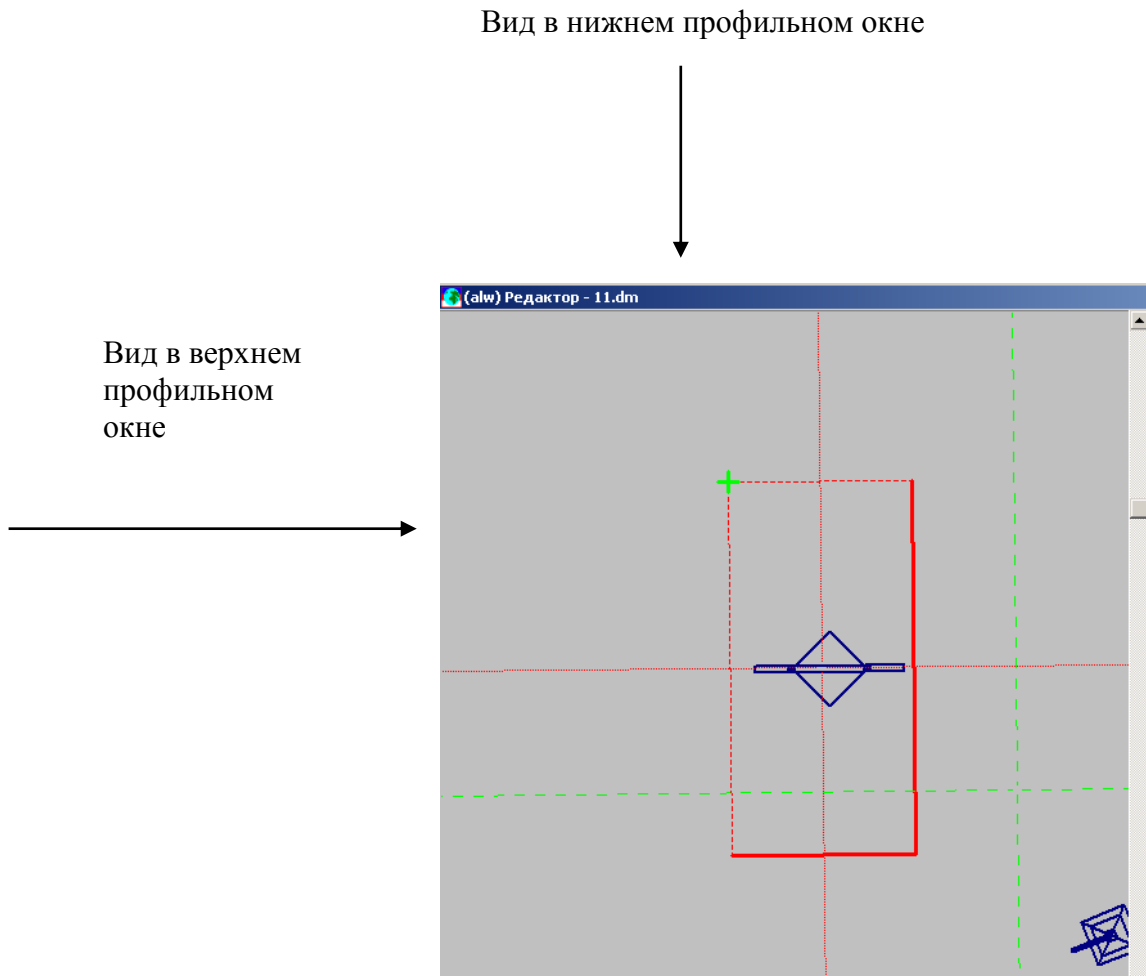 Вид в нижнем профильном окне
(alw) Редактор - 11.dm
Вид в верхнем
профильном
окне